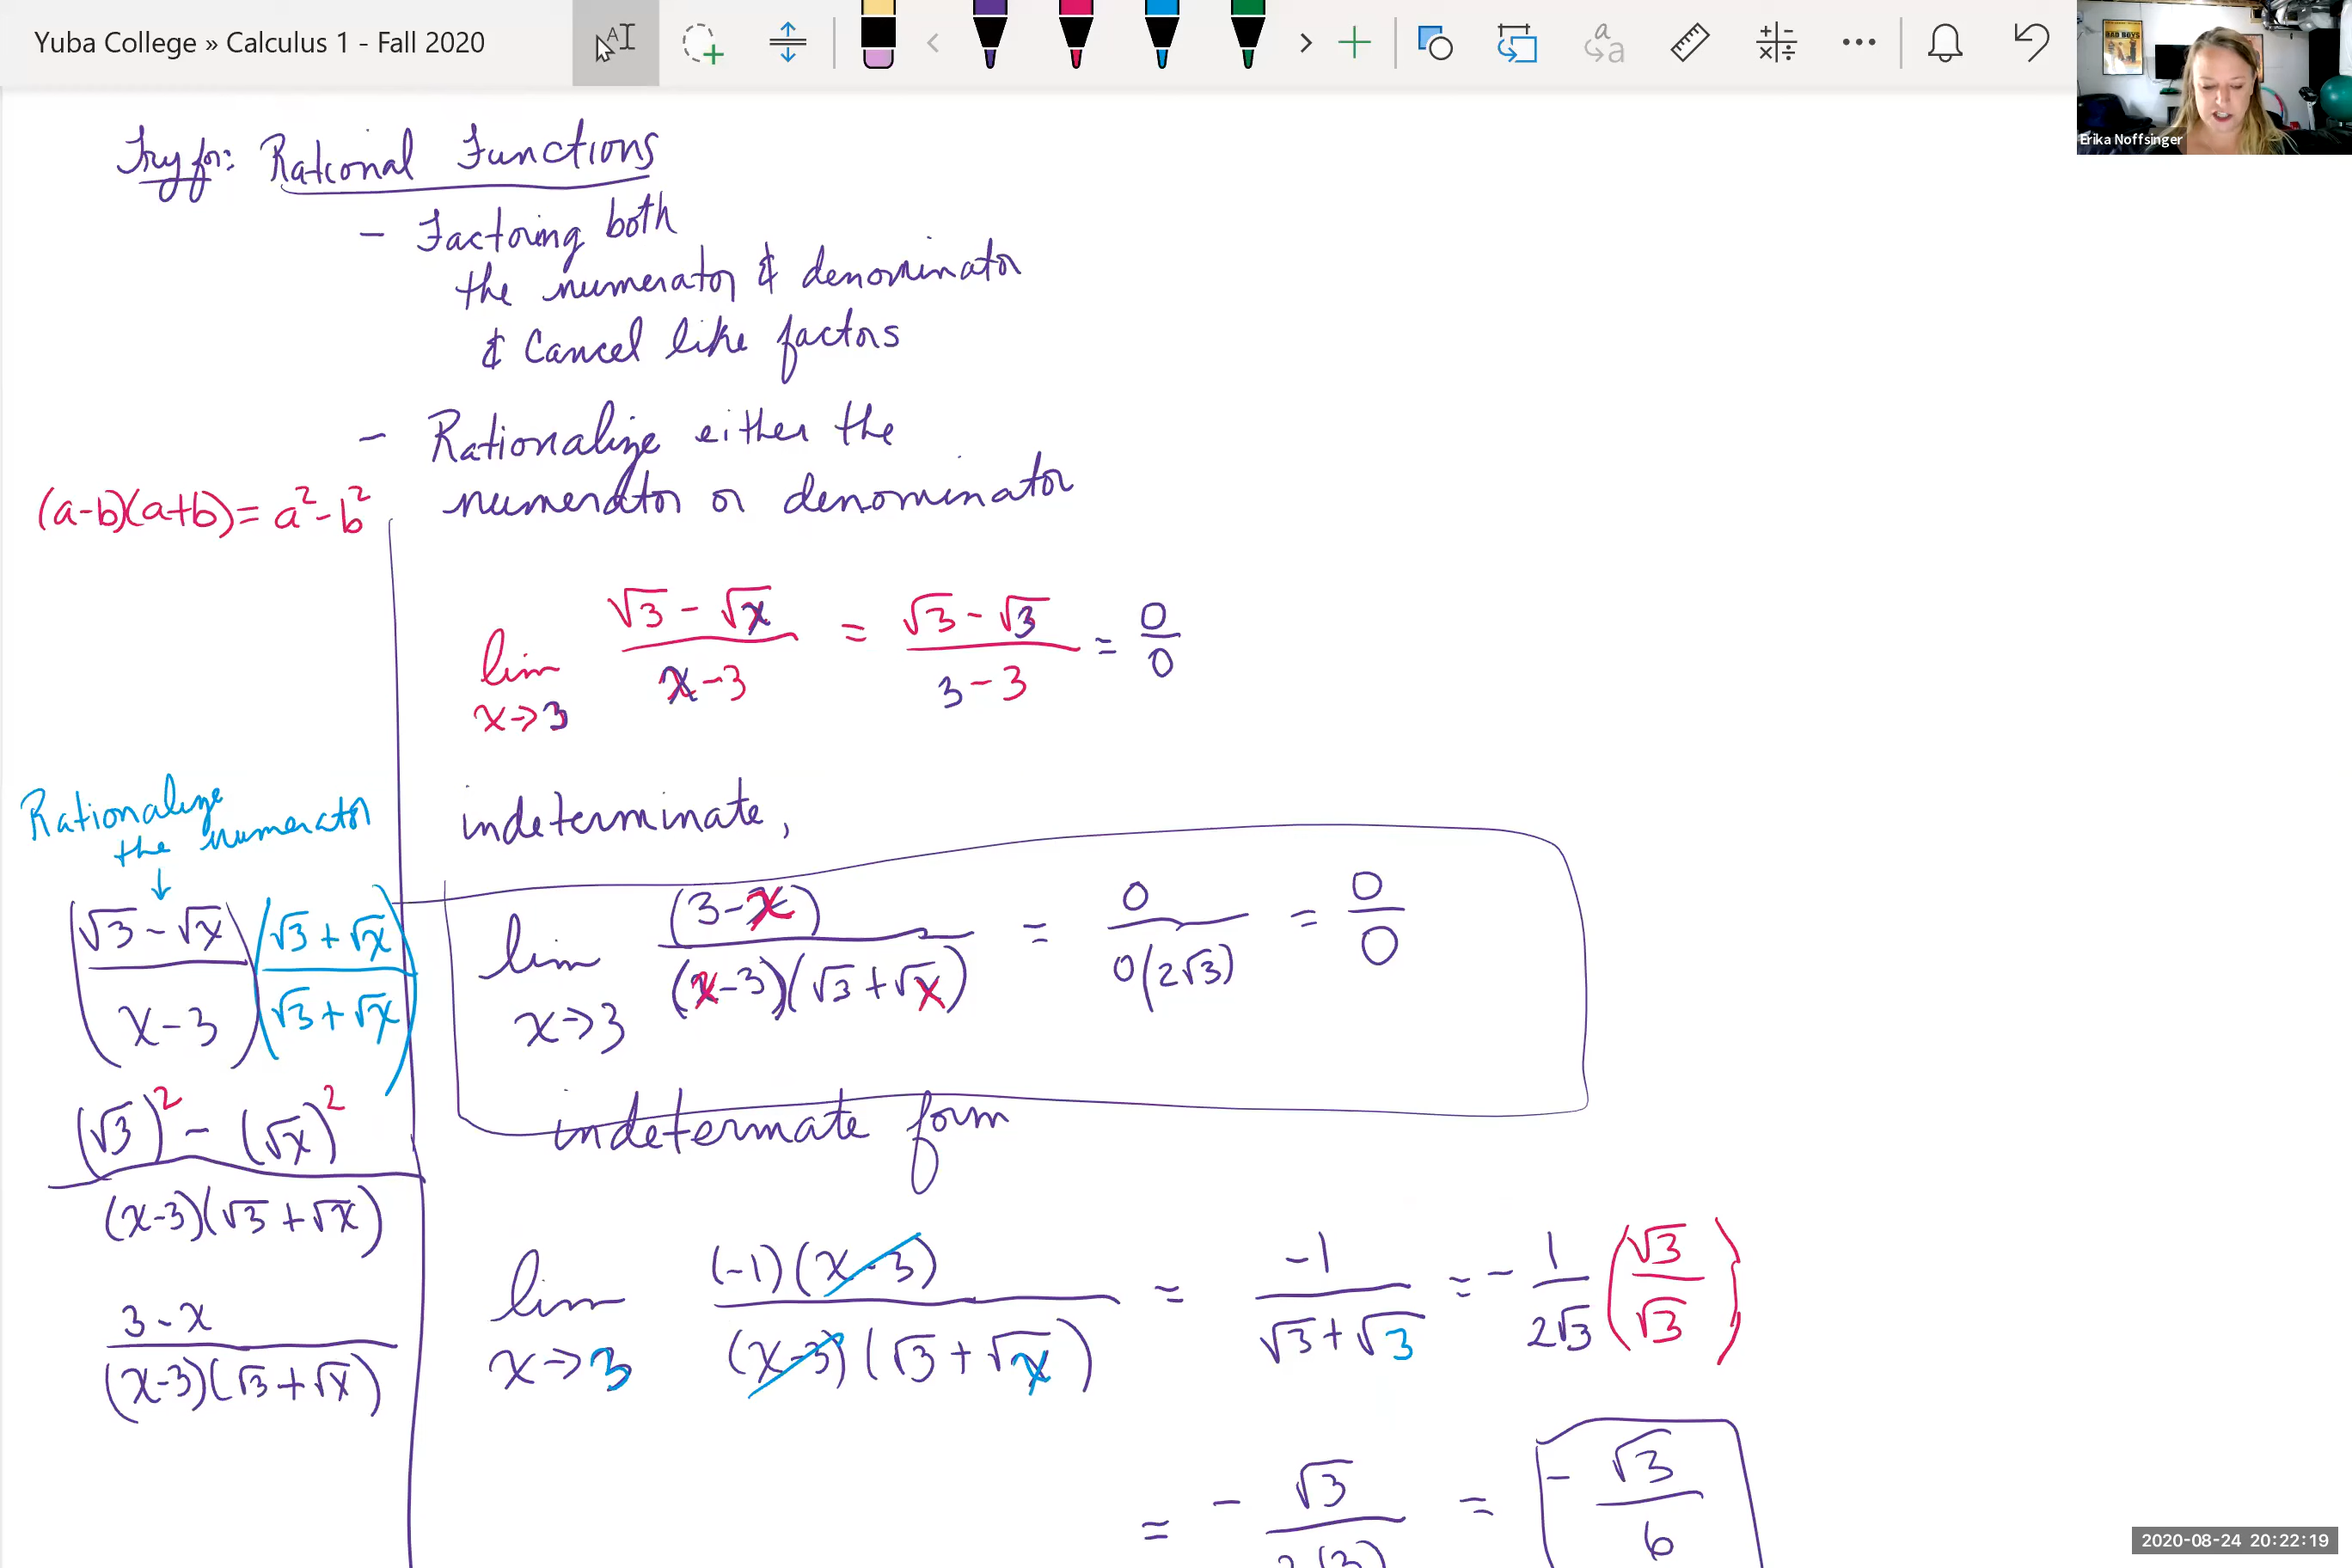 Yuba College » Calculus 1 - Fall 2020
Erika Noffsinger
Try for: Rational Functions
- Factoring both
the numerator & denominator
& Cancel like factors
- Rationalize either the
numerator or denominator
(a-b)(a+b) = a² - b²
lim x→3 (√3 - √x)/(x-3) = (√3 - √3)/(3-3) = 0/0
indeterminate,
Rationalize
the numerator
↓
((√3 - √x)/(x-3)) ((√3 + √x)/(√3 + √x))
((√3)² - (√x)²)/((x-3)(√3 + √x))
(3-x)/((x-3)(√3 + √x))
lim x→3 (3-x)/((x-3)(√3 + √x)) = 0/(0(2√3)) = 0/0
indetermate form
lim x→3 ((-1)(x-3))/((x-3)(√3 + √x)) = -1/(√3 + √3) = -1/(2√3) (√3/√3)
= -√3/(2(3)) = -√3/6
2020-08-24 20:22:19